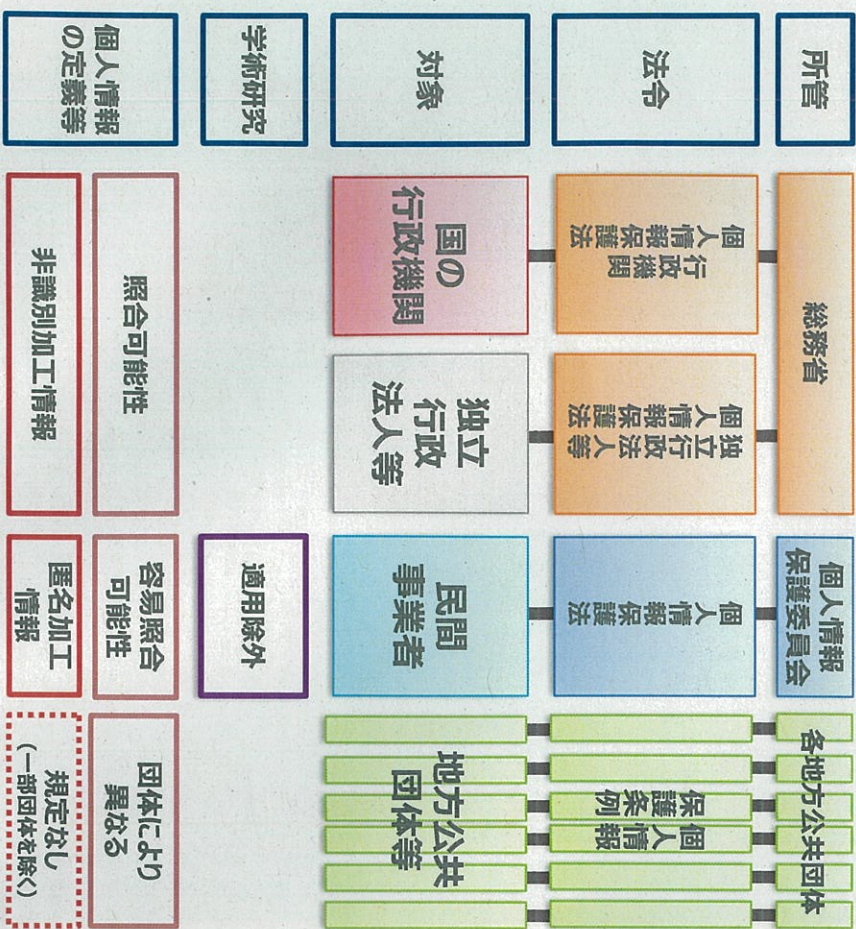 所管
総務省
個人情報
保護委員会
各地方公共団体
法令
行政機関
個人情報保護法
独立行政法人等
個人情報保護法
個人情報保護法
個人情報
保護条例
対象
国の
行政機関
独立
行政
法人等
民間
事業者
地方公共
団体等
学術研究
適用除外
個人情報
の定義等
照合可能性
容易照合
可能性
団体により
異なる
非識別加工情報
匿名加工
情報
規定なし
(一部団体を除く)